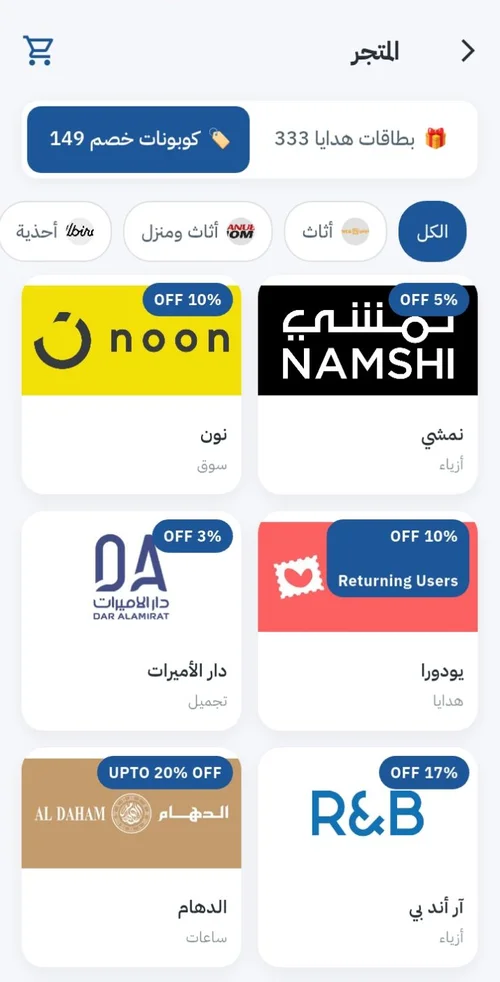 المتجر
🎁 بطاقات هدايا 333
🏷️ كوبونات خصم 149
الكل
أثاث
أثاث ومنزل
أحذية
5% OFF
نمشي
NAMSHI
نمشي
أزياء
10% OFF
noon
نون
سوق
10% OFF
Returning Users
يودورا
هدايا
3% OFF
DA
دار الاميرات
DAR ALAMIRAT
دار الأميرات
تجميل
17% OFF
R&B
آر أند بي
أزياء
UPTO 20% OFF
AL DAHAM
الدهام
الدهام
ساعات